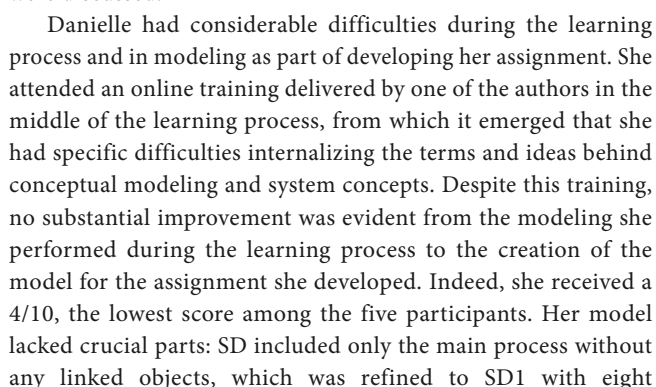 Danielle had considerable difficulties during the learning
process and in modeling as part of developing her assignment. She
attended an online training delivered by one of the authors in the
middle of the learning process, from which it emerged that she
had specific difficulties internalizing the terms and ideas behind
conceptual modeling and system concepts. Despite this training,
no substantial improvement was evident from the modeling she
performed during the learning process to the creation of the
model for the assignment she developed. Indeed, she received a
4/10, the lowest score among the five participants. Her model
lacked crucial parts: SD included only the main process without
any linked objects, which was refined to SD1 with eight